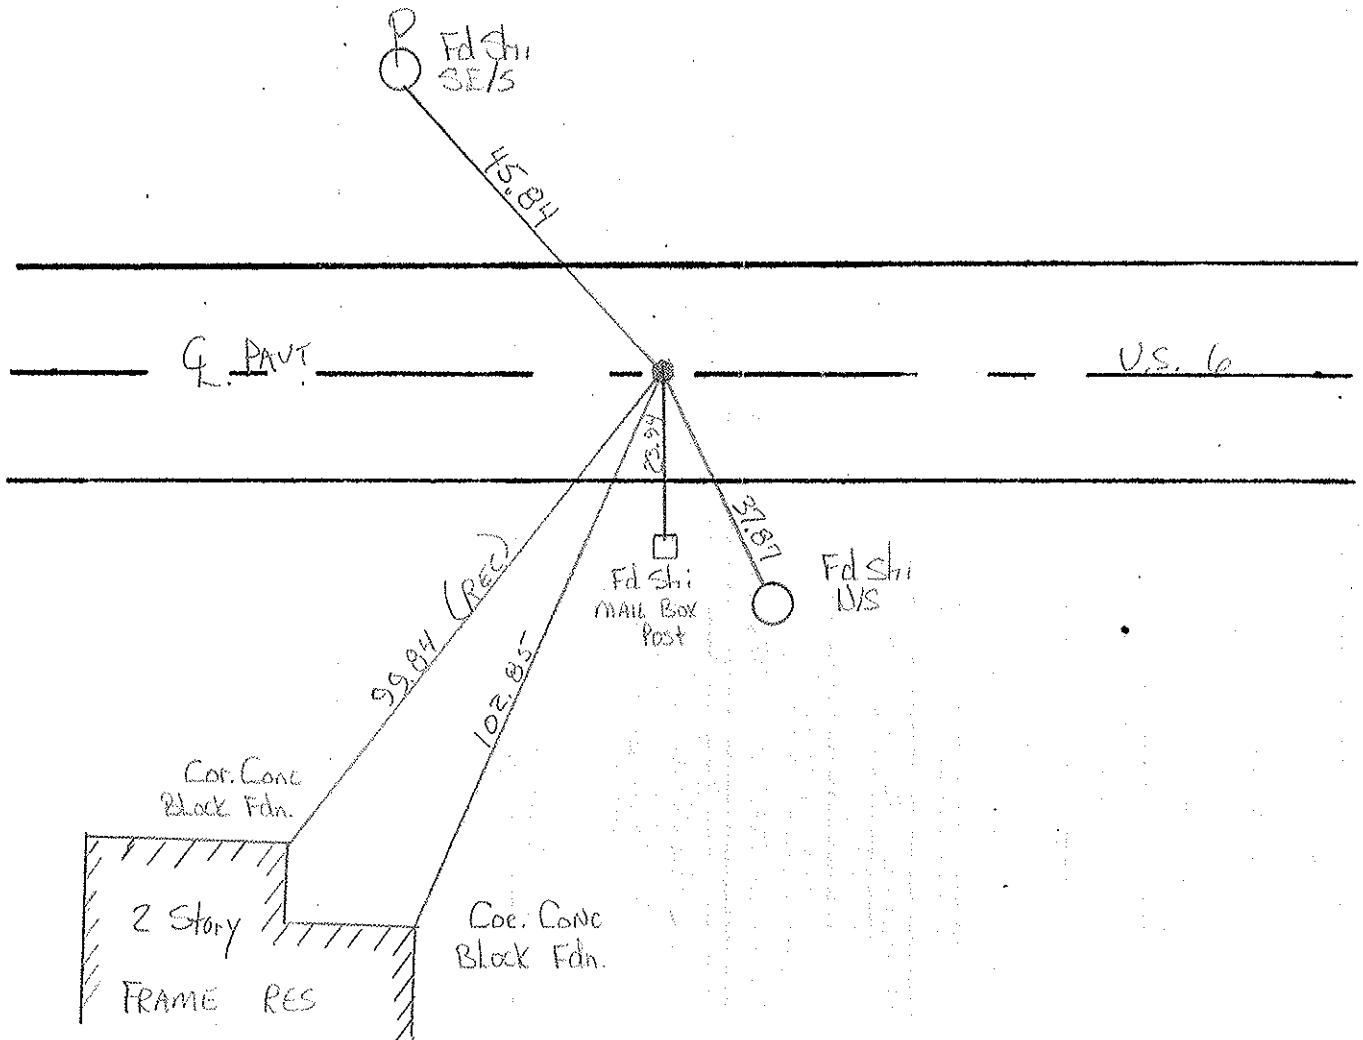 P
Fd Shi
SE/S
45.84
℄ PAVT.
U.S. 6
23.94
37.87
99.84 (REC)
102.85
Fd Shi
MAIL BOX
Post
Fd Shi
N/S
Cor. Conc
Block Fdn.
2 Story
FRAME RES
Cor. Conc
Block Fdn.